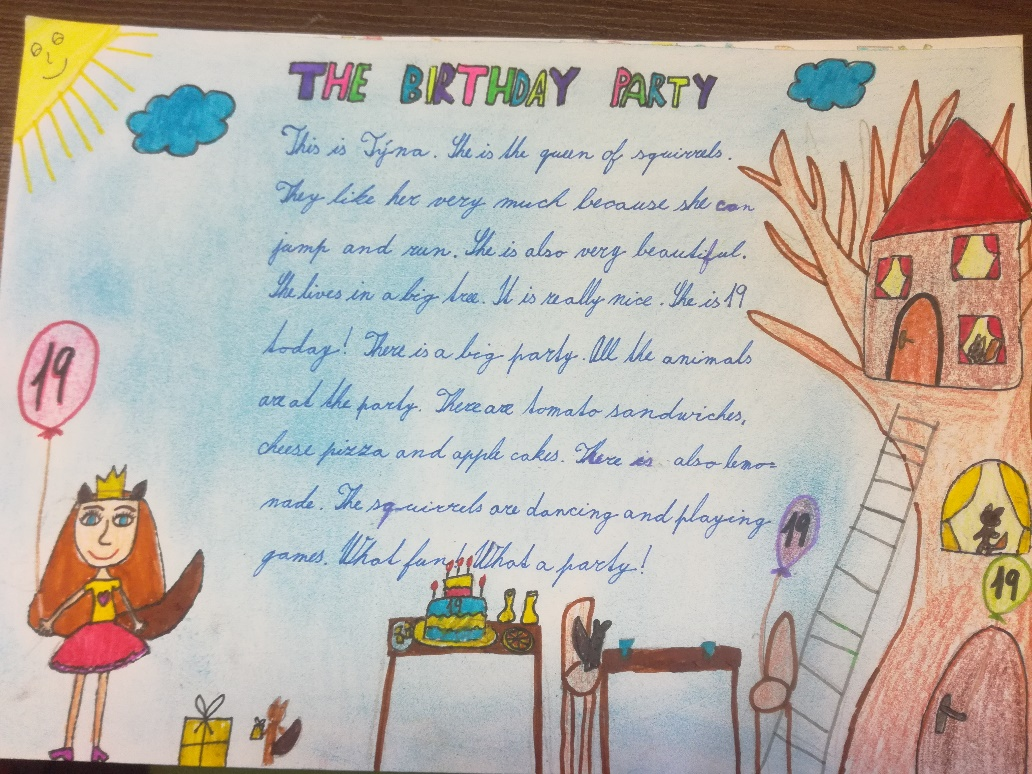 THE BIRTHDAY PARTY
This is Týna. She is the queen of squirrels.
They like her very much because she can
jump and run. She is also very beautiful.
She lives in a big tree. It is really nice. She is 19
today! There is a big party. All the animals
are at the party. There are tomato sandwiches,
cheese pizza and apple cakes. There is also lemo=
nade. The squirrels are dancing and playing
games. What fun! What a party!
19
19
19
19